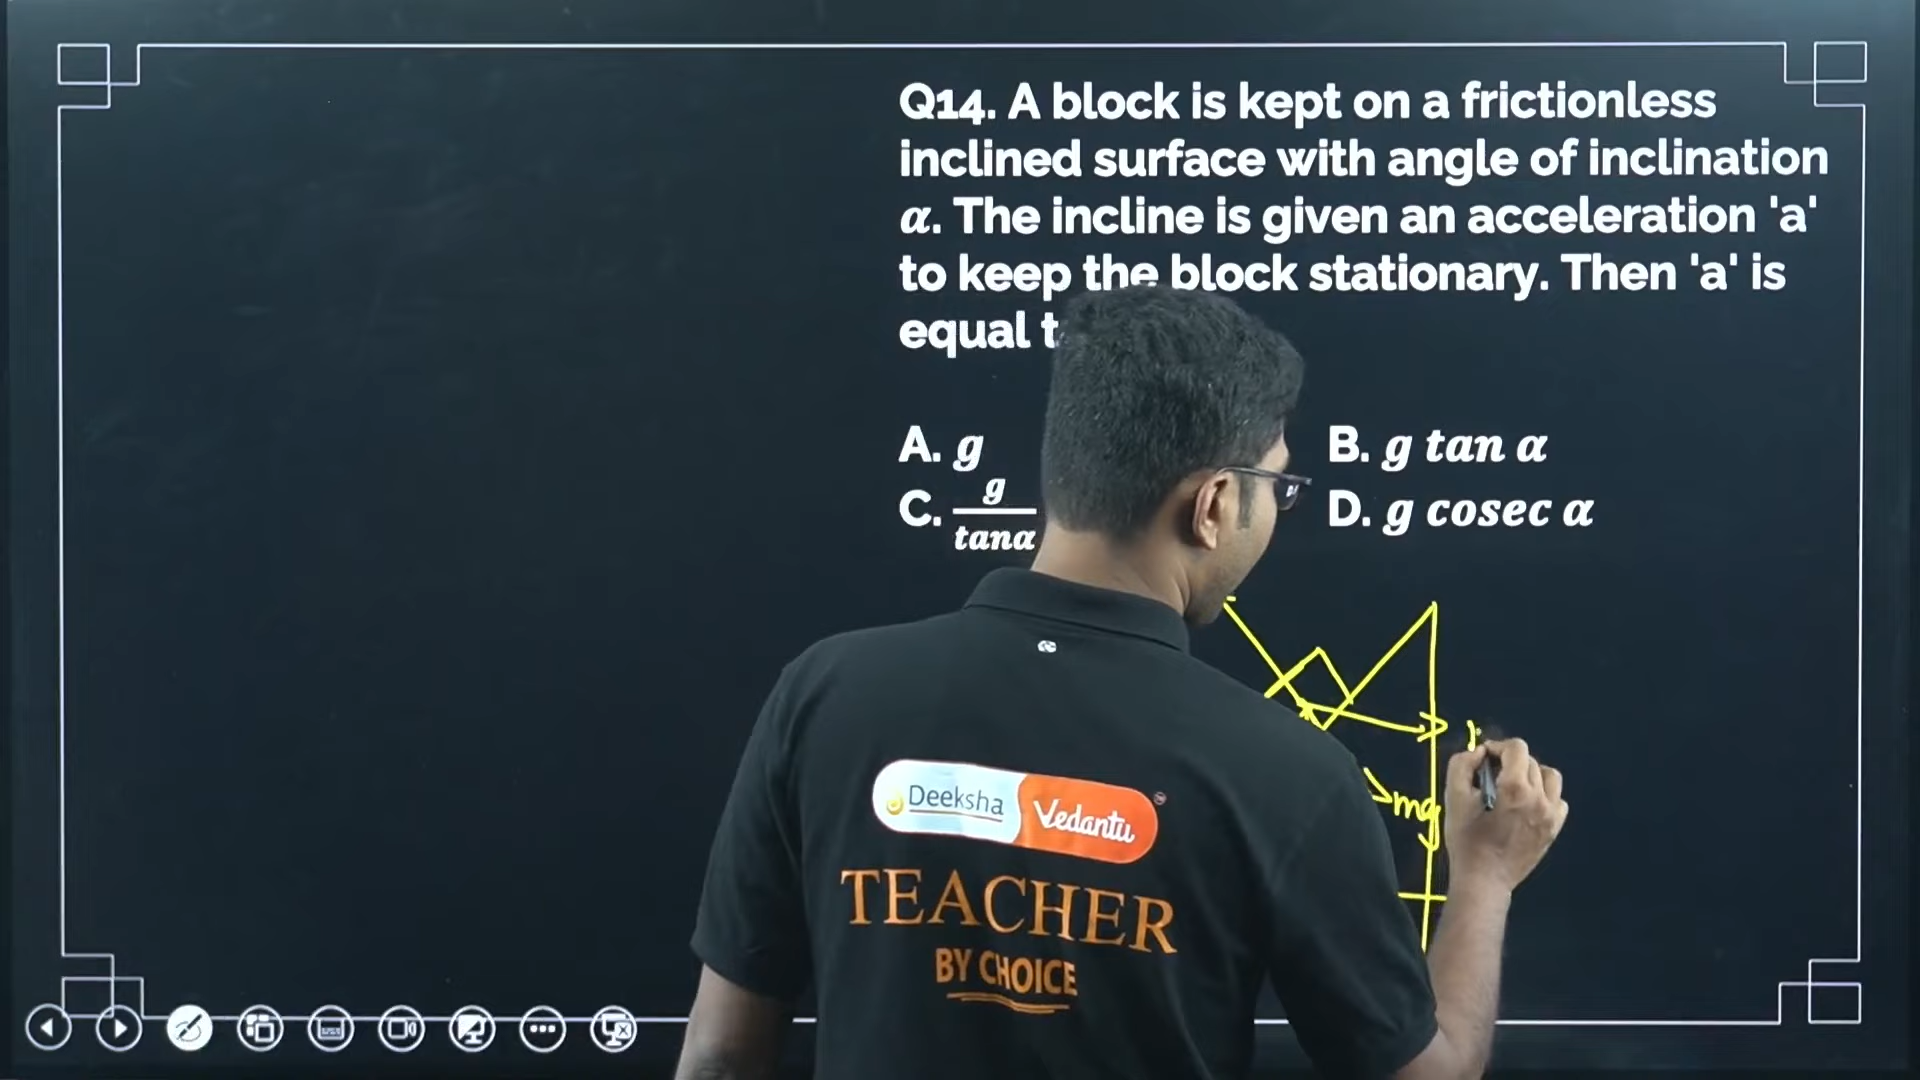 Q14. A block is kept on a frictionless
inclined surface with angle of inclination
α. The incline is given an acceleration 'a'
to keep the block stationary. Then 'a' is
equal
A. g
B. g tan α
C. g/tanα
D. g cosec α
mg
Deeksha Vedantu
TEACHER
BY CHOICE